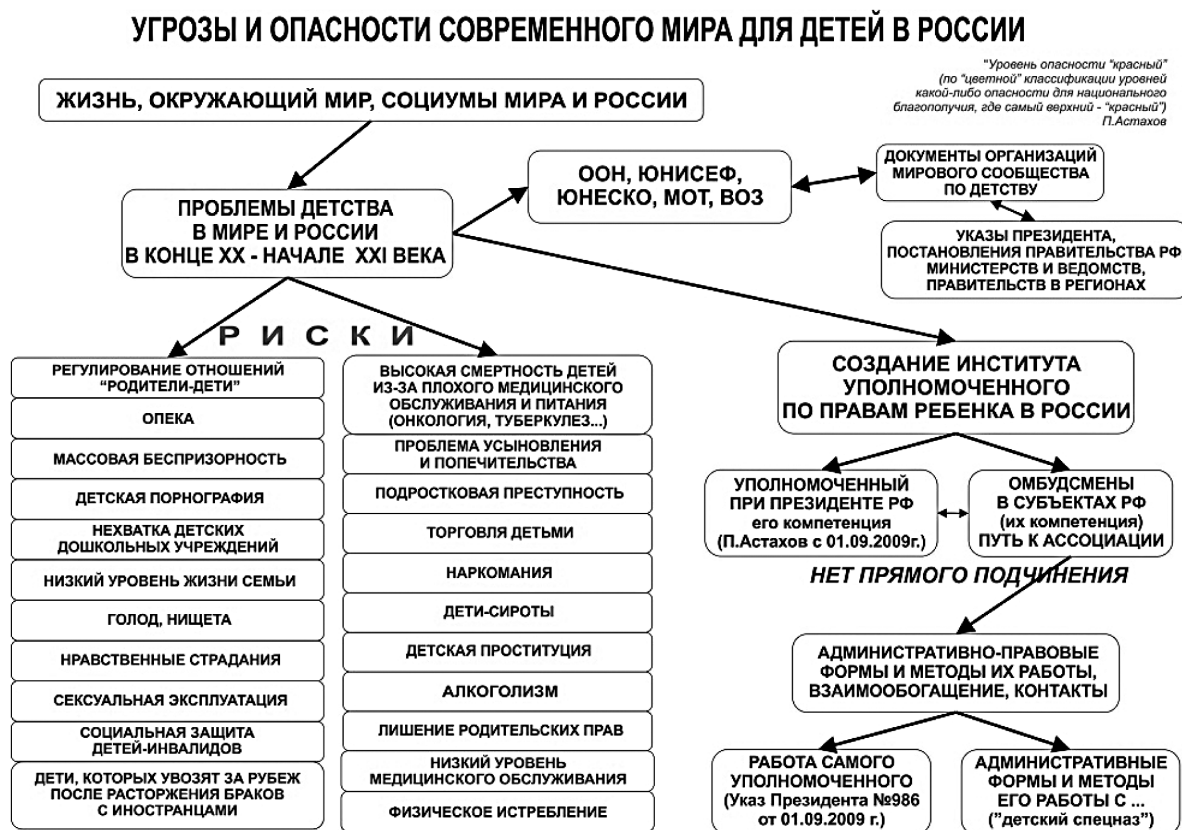 УГРОЗЫ И ОПАСНОСТИ СОВРЕМЕННОГО МИРА ДЛЯ ДЕТЕЙ В РОССИИ
"Уровень опасности "красный"
(по "цветной" классификации уровней
какой-либо опасности для национального
благополучия, где самый верхний - "красный")
П.Астахов
ЖИЗНЬ, ОКРУЖАЮЩИЙ МИР, СОЦИУМЫ МИРА И РОССИИ
ПРОБЛЕМЫ ДЕТСТВА
В МИРЕ И РОССИИ
В КОНЦЕ XX - НАЧАЛЕ XXI ВЕКА
ООН, ЮНИСЕФ,
ЮНЕСКО, МОТ, ВОЗ
ДОКУМЕНТЫ ОРГАНИЗАЦИЙ
МИРОВОГО СООБЩЕСТВА
ПО ДЕТСТВУ
УКАЗЫ ПРЕЗИДЕНТА,
ПОСТАНОВЛЕНИЯ ПРАВИТЕЛЬСТВА РФ
МИНИСТЕРСТВ И ВЕДОМСТВ,
ПРАВИТЕЛЬСТВ В РЕГИОНАХ
РИСКИ
РЕГУЛИРОВАНИЕ ОТНОШЕНИЙ
"РОДИТЕЛИ-ДЕТИ"
ОПЕКА
МАССОВАЯ БЕСПРИЗОРНОСТЬ
ДЕТСКАЯ ПОРНОГРАФИЯ
НЕХВАТКА ДЕТСКИХ
ДОШКОЛЬНЫХ УЧРЕЖДЕНИЙ
НИЗКИЙ УРОВЕНЬ ЖИЗНИ СЕМЬИ
ГОЛОД, НИЩЕТА
НРАВСТВЕННЫЕ СТРАДАНИЯ
СЕКСУАЛЬНАЯ ЭКСПЛУАТАЦИЯ
СОЦИАЛЬНАЯ ЗАЩИТА
ДЕТЕЙ-ИНВАЛИДОВ
ДЕТИ, КОТОРЫХ УВОЗЯТ ЗА РУБЕЖ
ПОСЛЕ РАСТОРЖЕНИЯ БРАКОВ
С ИНОСТРАНЦАМИ
ВЫСОКАЯ СМЕРТНОСТЬ ДЕТЕЙ
ИЗ-ЗА ПЛОХОГО МЕДИЦИНСКОГО
ОБСЛУЖИВАНИЯ И ПИТАНИЯ
(ОНКОЛОГИЯ, ТУБЕРКУЛЕЗ...)
ПРОБЛЕМА УСЫНОВЛЕНИЯ
И ПОПЕЧИТЕЛЬСТВА
ПОДРОСТКОВАЯ ПРЕСТУПНОСТЬ
ТОРГОВЛЯ ДЕТЬМИ
НАРКОМАНИЯ
ДЕТИ-СИРОТЫ
ДЕТСКАЯ ПРОСТИТУЦИЯ
АЛКОГОЛИЗМ
ЛИШЕНИЕ РОДИТЕЛЬСКИХ ПРАВ
НИЗКИЙ УРОВЕНЬ
МЕДИЦИНСКОГО ОБСЛУЖИВАНИЯ
ФИЗИЧЕСКОЕ ИСТРЕБЛЕНИЕ
СОЗДАНИЕ ИНСТИТУТА
УПОЛНОМОЧЕННОГО
ПО ПРАВАМ РЕБЕНКА В РОССИИ
УПОЛНОМОЧЕННЫЙ
ПРИ ПРЕЗИДЕНТЕ РФ
его компетенция
(П.Астахов с 01.09.2009г.)
ОМБУДСМЕНЫ
В СУБЪЕКТАХ РФ
(их компетенция)
ПУТЬ К АССОЦИАЦИИ
НЕТ ПРЯМОГО ПОДЧИНЕНИЯ
АДМИНИСТРАТИВНО-ПРАВОВЫЕ
ФОРМЫ И МЕТОДЫ ИХ РАБОТЫ,
ВЗАИМООБОГАЩЕНИЕ, КОНТАКТЫ
РАБОТА САМОГО
УПОЛНОМОЧЕННОГО
(Указ Президента №986
от 01.09.2009 г.)
АДМИНИСТРАТИВНЫЕ
ФОРМЫ И МЕТОДЫ
ЕГО РАБОТЫ С ...
("детский спецназ")